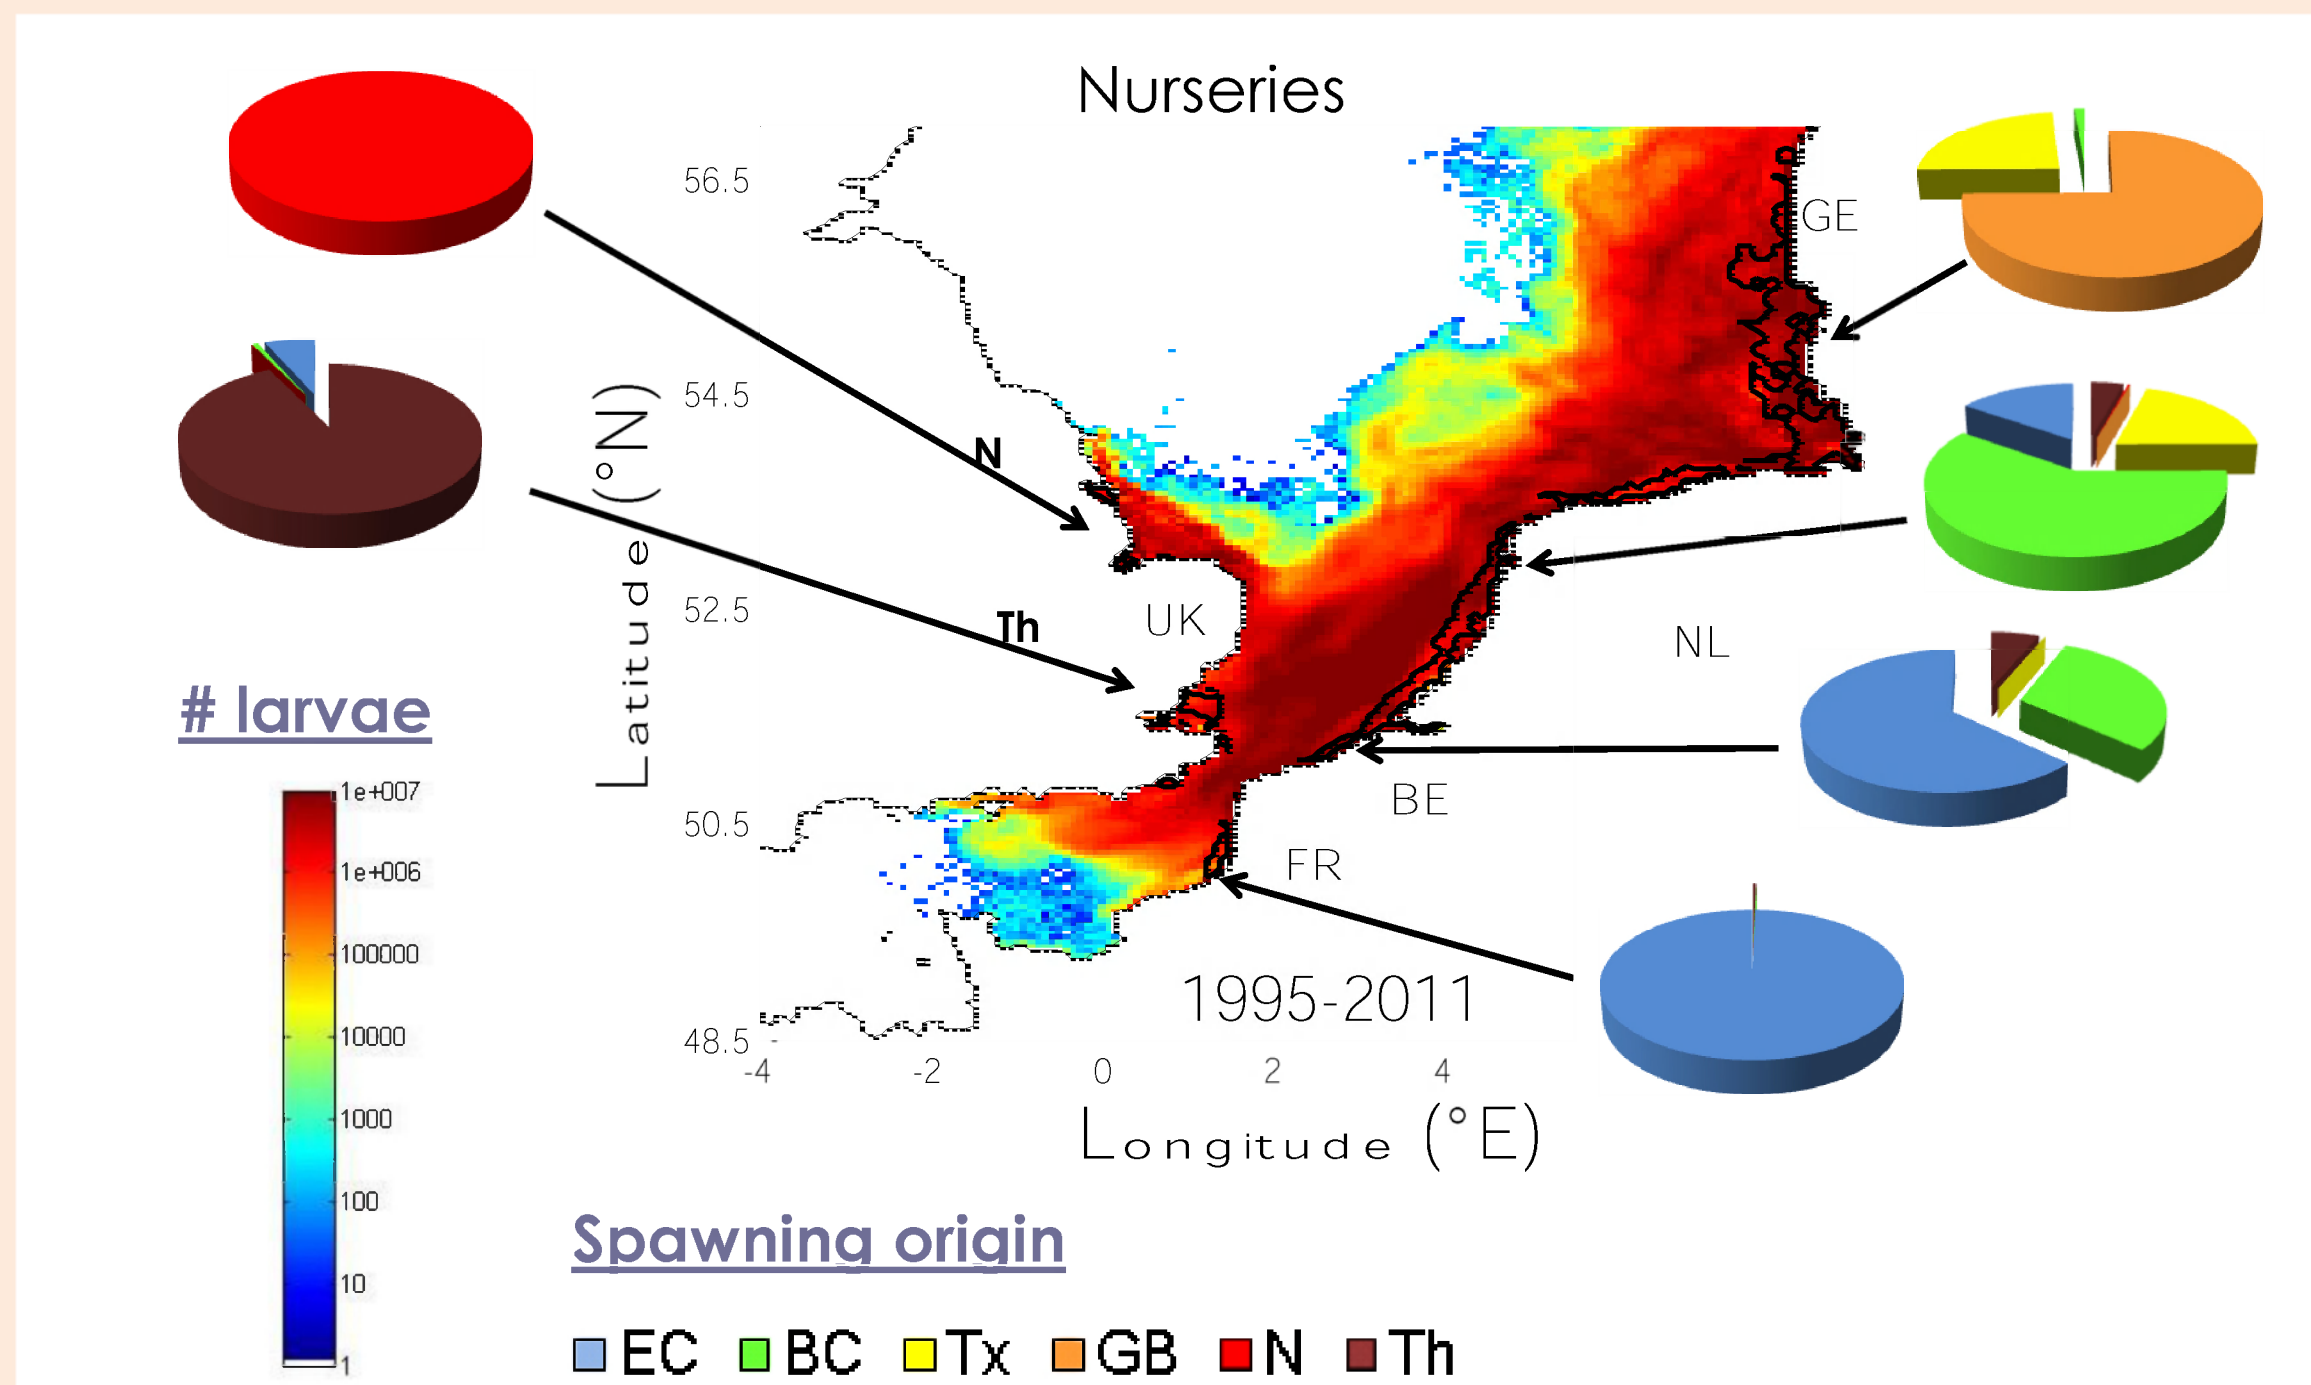 Nurseries
56.5
GE
54.5
N
52.5
UK
Th
NL
Latitude (°N)
# larvae
1e+007
1e+006
100000
10000
1000
100
10
1
50.5
BE
FR
1995-2011
48.5
-4
-2
0
2
4
Longitude (°E)
Spawning origin
EC BC Tx GB N Th